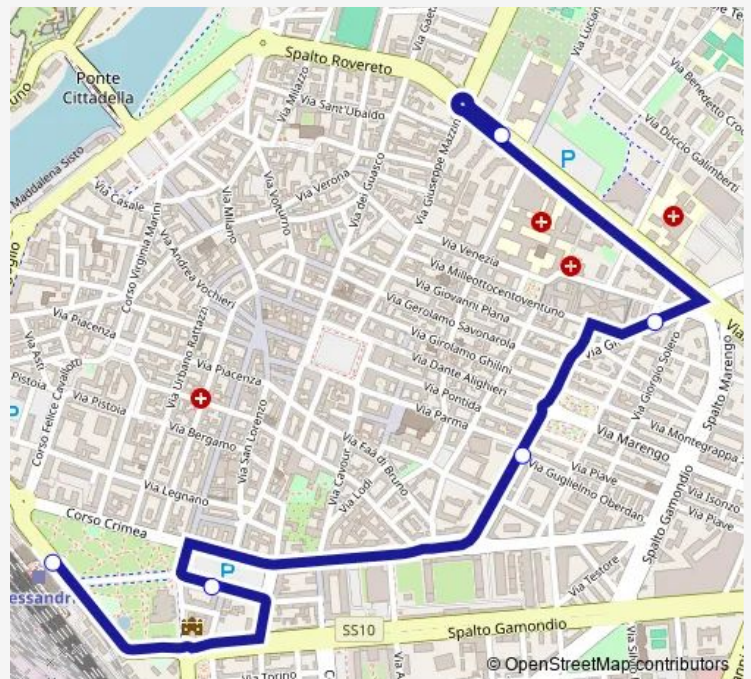 Via Gaeta
Spalto Rovereto
Ponte
Cittadella
Via Milazzo
Via Sant'Ubaldo
Via Benedetto Croce
Via Duccio Galimberti
P
Maddalena Sisto
Via Casale
Via Verona
Via Volturno
Via del Guasco
Via Giuseppe Mazzini
Via Milano
Corso Virginia Marini
Via Andrea Vochieri
Via Venezia
Via Milleottocentoventuno
Via Giovanni Plana
Via Gerolamo Savonarola
Via Girolamo Ghilini
Via Dante Alighieri
Via Pontida
Via Parma
Via Piacenza
Via Asti
Via Urbano Rattazzi
Via Piacenza
Pistoia
Via Pistoia
P
Corso Felice Cavallotti
Via Bergamo
Via San Lorenzo
Via Giorgio Solero
Spalto Marengo
Via Marengo
Via Montegrappa
Via Faà di Bruno
Via Cavour
Via Lodi
Via Legnano
Via Piave
Via Guglielmo Oberdan
Via Isonzo
Via Piave
Corso Crimea
Spalto Gamondio
P
Via Testore
essandr
SS10
Spalto Gamondio
Via Torino
© OpenStreetMap contributors